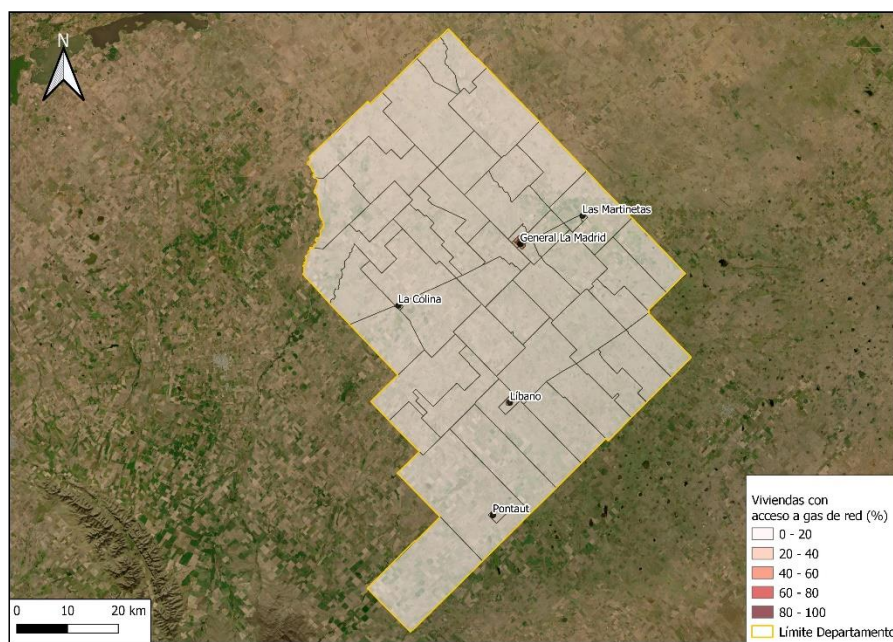 N
Las Martinetas
General La Madrid
La Colina
Líbano
Pontaut
Viviendas con
acceso a gas de red (%)
0 - 20
20 - 40
40 - 60
60 - 80
80 - 100
Límite Departamento
0 10 20 km